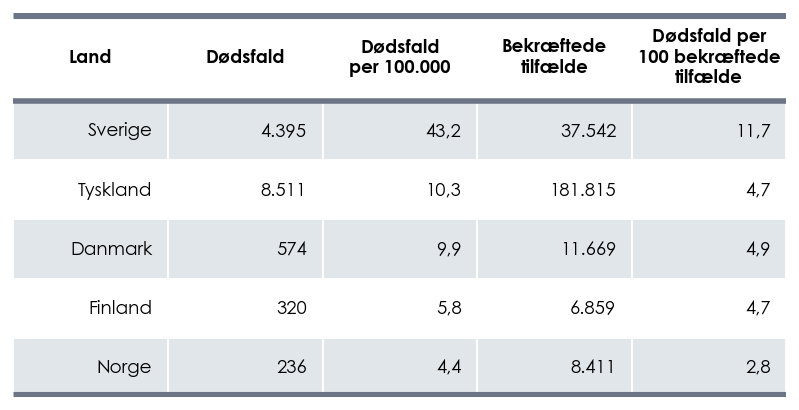 Land Dødsfald Dødsfald per 100.000 Bekræftede tilfælde Dødsfald per 100 bekræftede tilfælde
Sverige 4.395 43,2 37.542 11,7
Tyskland 8.511 10,3 181.815 4,7
Danmark 574 9,9 11.669 4,9
Finland 320 5,8 6.859 4,7
Norge 236 4,4 8.411 2,8